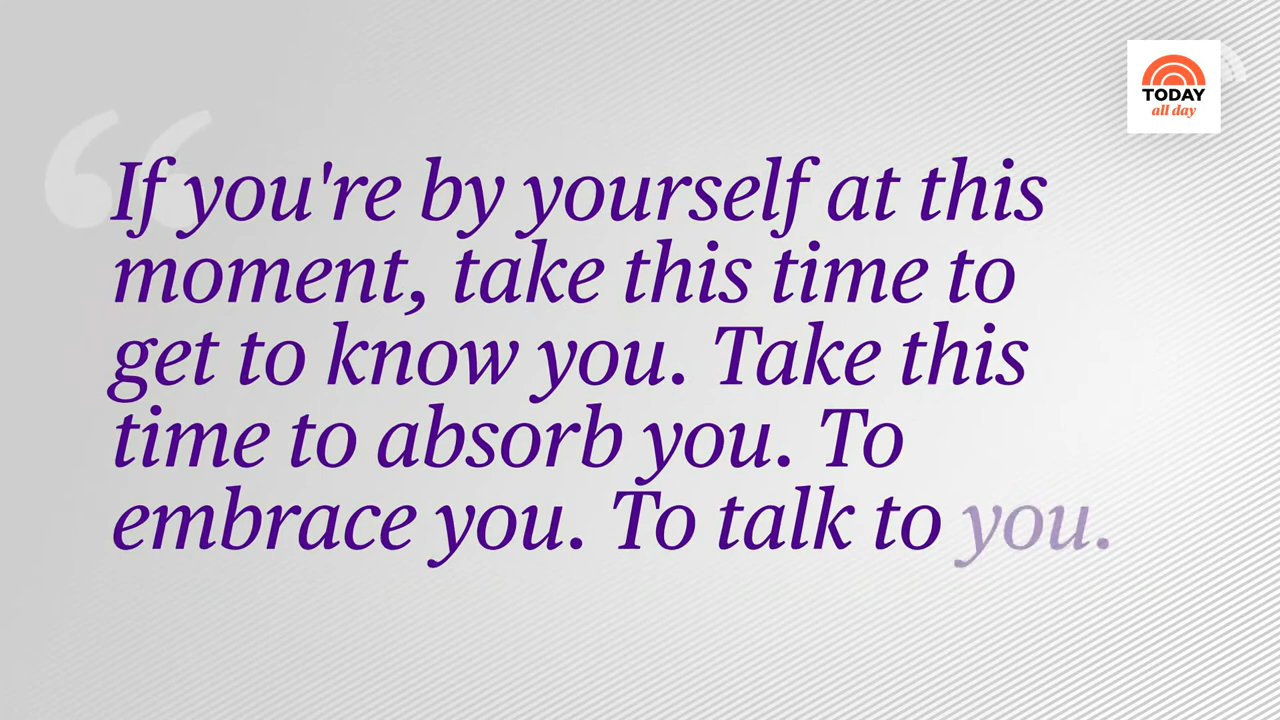 TODAY
all day
“
If you're by yourself at this
moment, take this time to
get to know you. Take this
time to absorb you. To
embrace you. To talk to you.